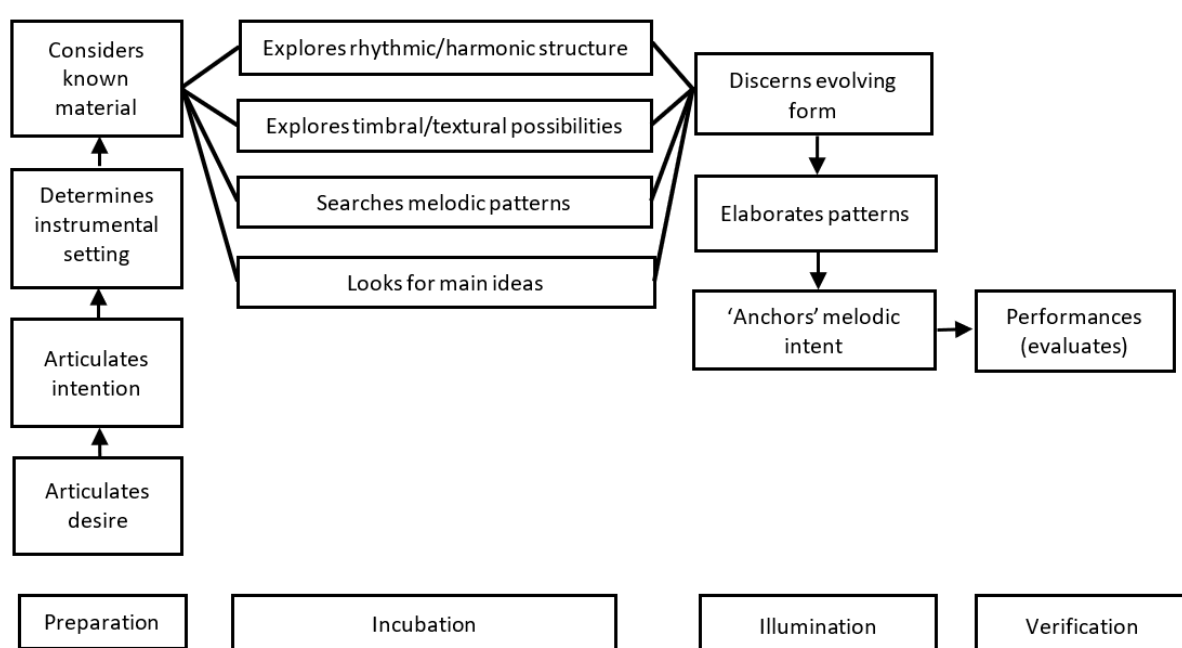 Considers
known
material
Determines
instrumental
setting
Articulates
intention
Articulates
desire
Explores rhythmic/harmonic structure
Explores timbral/textural possibilities
Searches melodic patterns
Looks for main ideas
Discerns evolving
form
Elaborates patterns
‘Anchors’ melodic
intent
Performances
(evaluates)
Preparation
Incubation
Illumination
Verification